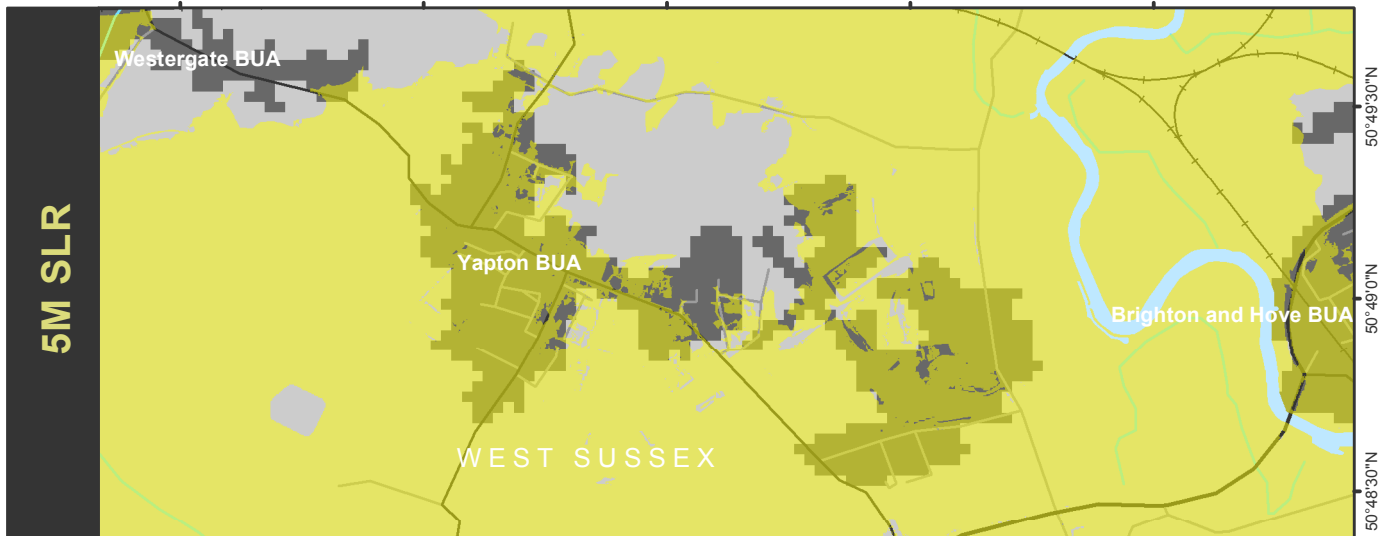 5M SLR
Westergate BUA
Yapton BUA
Brighton and Hove BUA
WEST SUSSEX
50°49'30"N
50°49'0"N
50°48'30"N